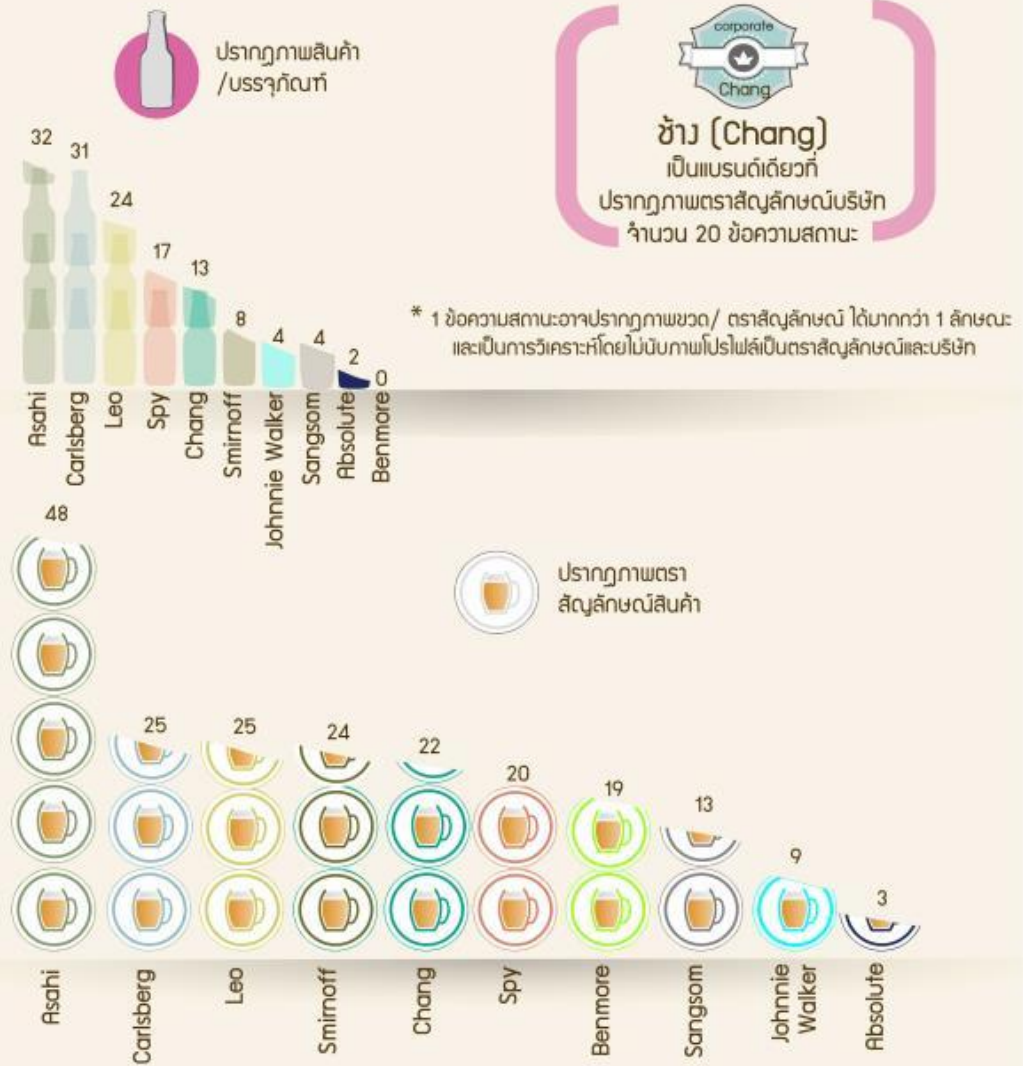 ปรากฏภาพสินค้า
/บรรจุภัณฑ์
corporate
Chang
ช้าง (Chang)
เป็นแบรนด์เดียวที่
ปรากฏภาพตราสัญลักษณ์บริษัท
จำนวน 20 ข้อความสถานะ
32
31
24
17
13
8
4
4
2
0
* 1 ข้อความสถานะอาจปรากฏภาพขวด/ ตราสัญลักษณ์ ได้มากกว่า 1 ลักษณะ
และเป็นการวิเคราะห์โดยไม่นับภาพโปรไฟล์เป็นตราสัญลักษณ์และบริษัท
Asahi
Carlsberg
Leo
Spy
Chang
Smirnoff
Johnnie Walker
Sangsom
Absolute
Benmore
ปรากฏภาพตรา
สัญลักษณ์สินค้า
48
25
25
24
22
20
19
13
9
3
Asahi
Carlsberg
Leo
Smirnoff
Chang
Spy
Benmore
Sangsom
Johnnie
Walker
Absolute